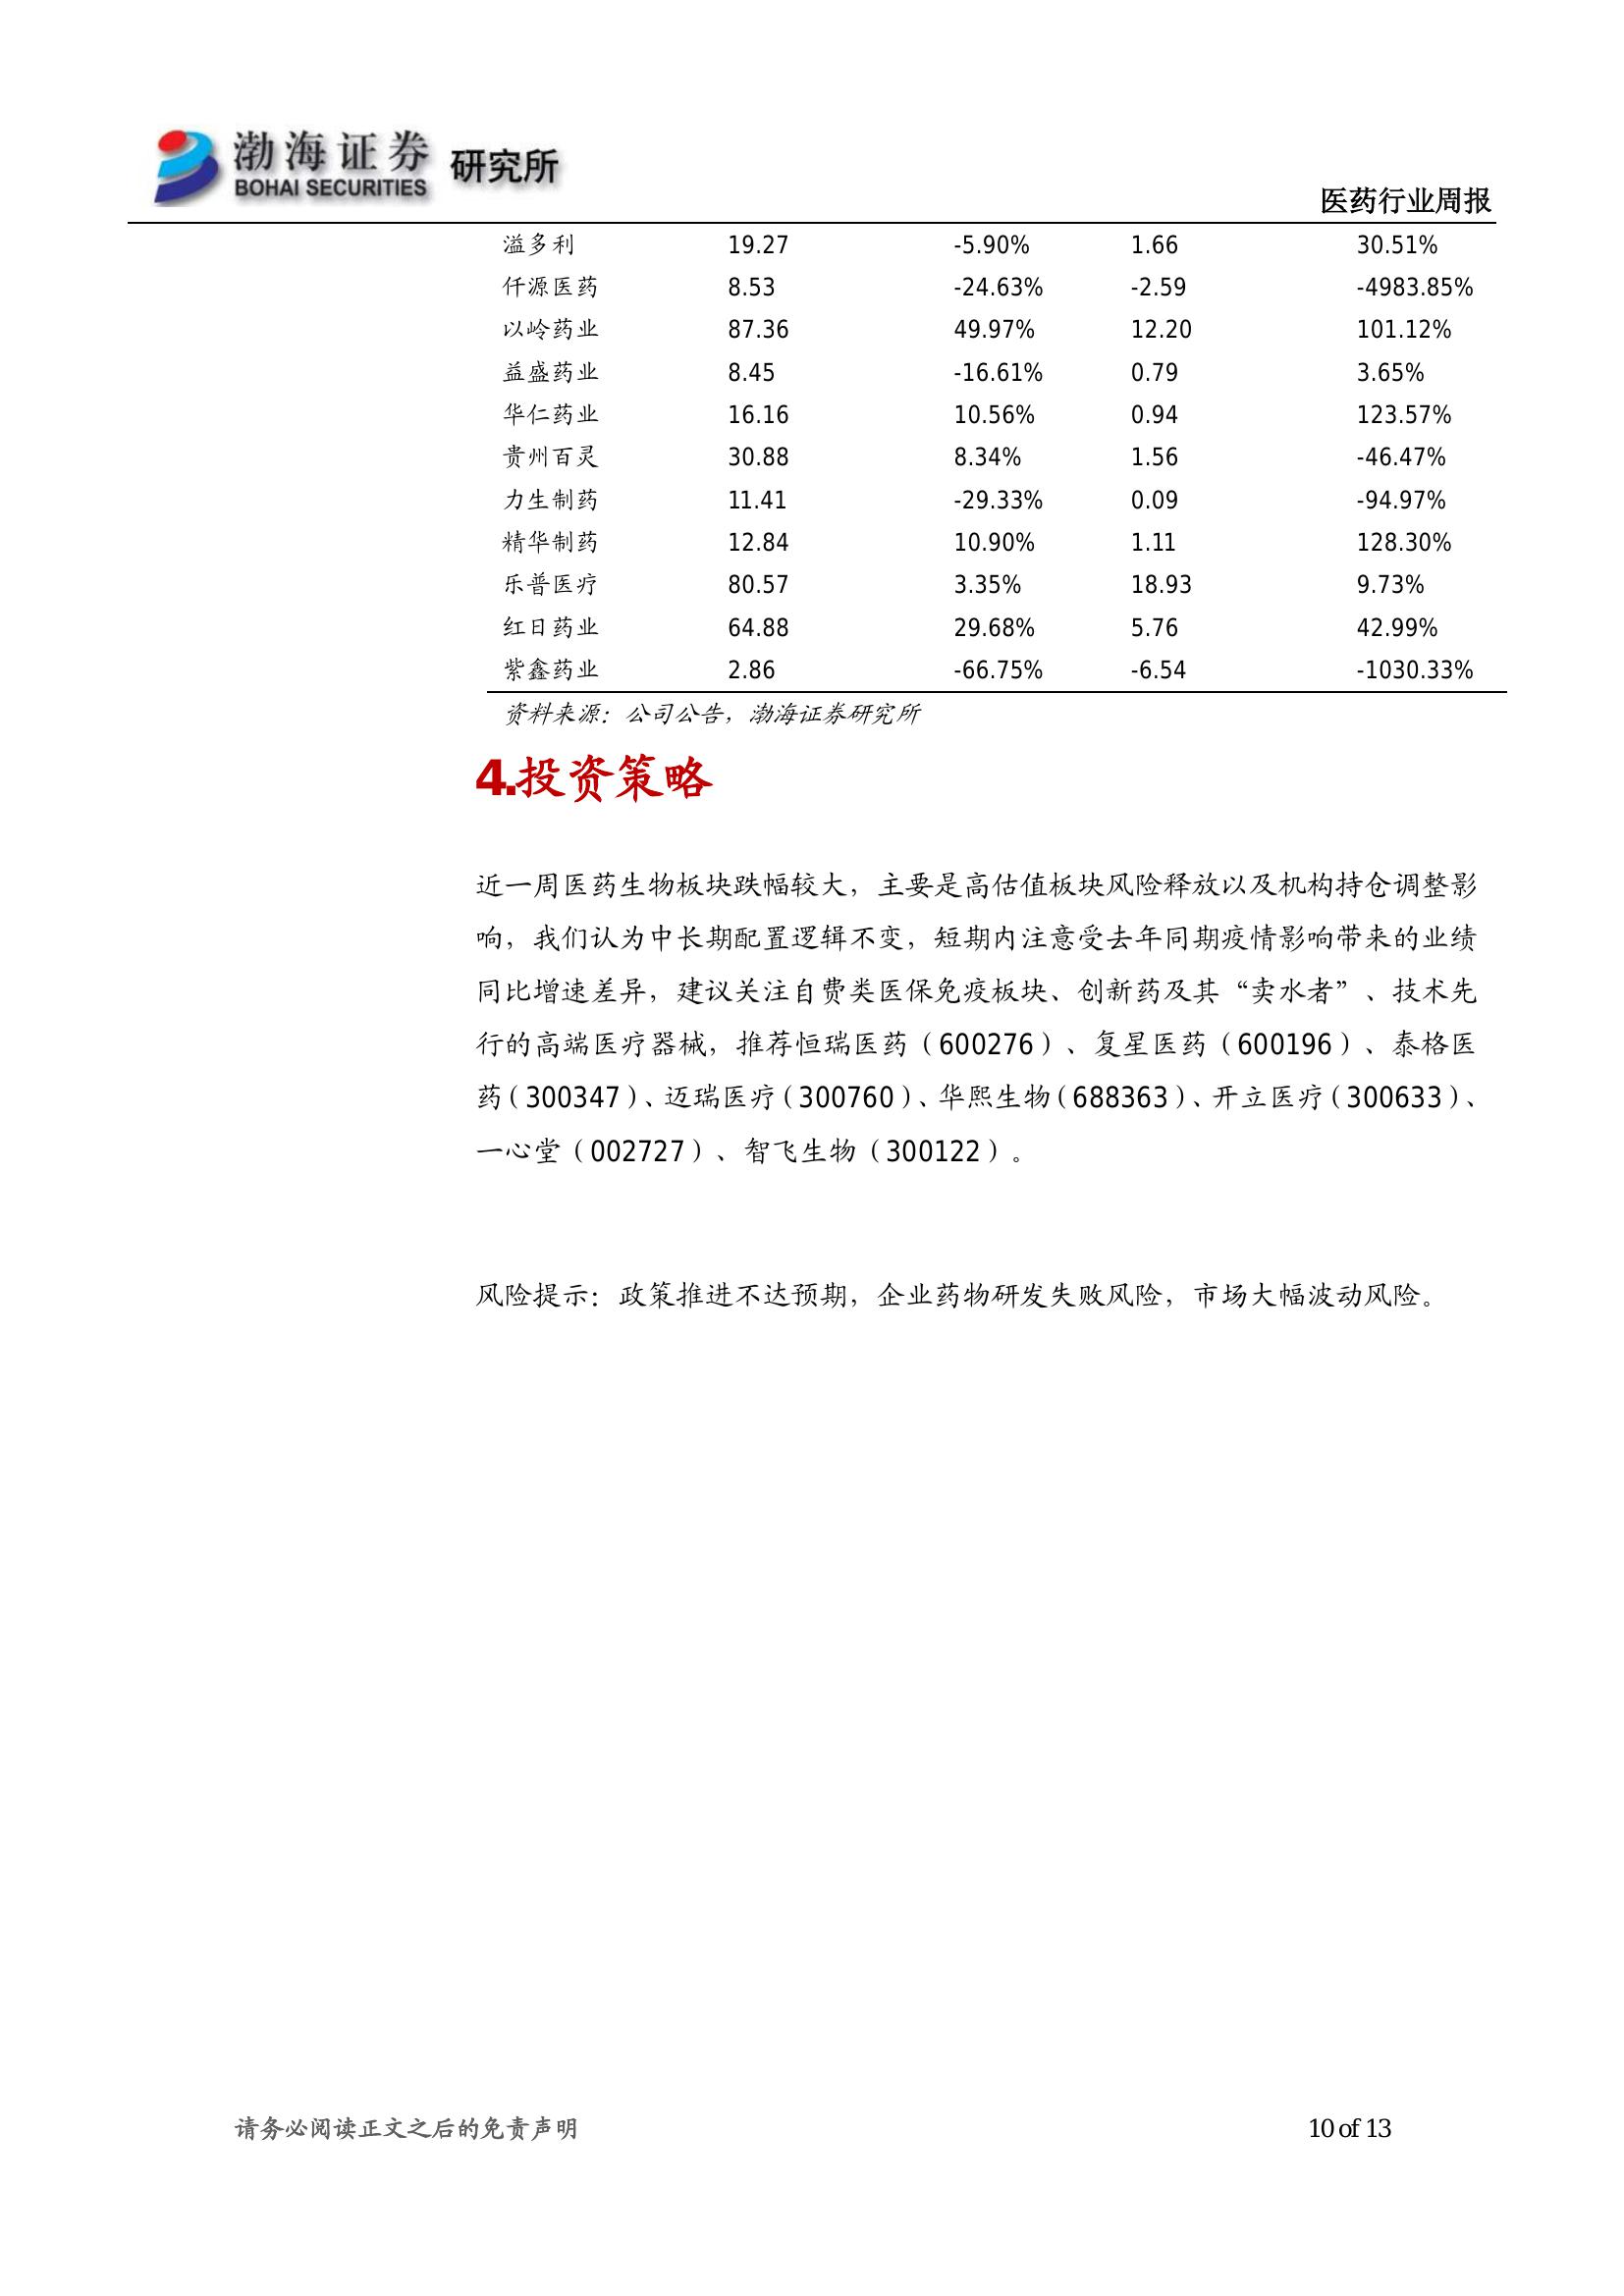 渤海证券 研究所
BOHAI SECURITIES
医药行业周报
溢多利 19.27 -5.90% 1.66 30.51%
仟源医药 8.53 -24.63% -2.59 -4983.85%
以岭药业 87.36 49.97% 12.20 101.12%
益盛药业 8.45 -16.61% 0.79 3.65%
华仁药业 16.16 10.56% 0.94 123.57%
贵州百灵 30.88 8.34% 1.56 -46.47%
力生制药 11.41 -29.33% 0.09 -94.97%
精华制药 12.84 10.90% 1.11 128.30%
乐普医疗 80.57 3.35% 18.93 9.73%
红日药业 64.88 29.68% 5.76 42.99%
紫鑫药业 2.86 -66.75% -6.54 -1030.33%
资料来源：公司公告，渤海证券研究所
4.投资策略
近一周医药生物板块跌幅较大，主要是高估值板块风险释放以及机构持仓调整影
响，我们认为中长期配置逻辑不变，短期内注意受去年同期疫情影响带来的业绩
同比增速差异，建议关注自费类医保免疫板块、创新药及其“卖水者”、技术先
行的高端医疗器械，推荐恒瑞医药（600276）、复星医药（600196）、泰格医
药（300347）、迈瑞医疗（300760）、华熙生物（688363）、开立医疗（300633）、
一心堂（002727）、智飞生物（300122）。
风险提示：政策推进不达预期，企业药物研发失败风险，市场大幅波动风险。
请务必阅读正文之后的免责声明 10 of 13